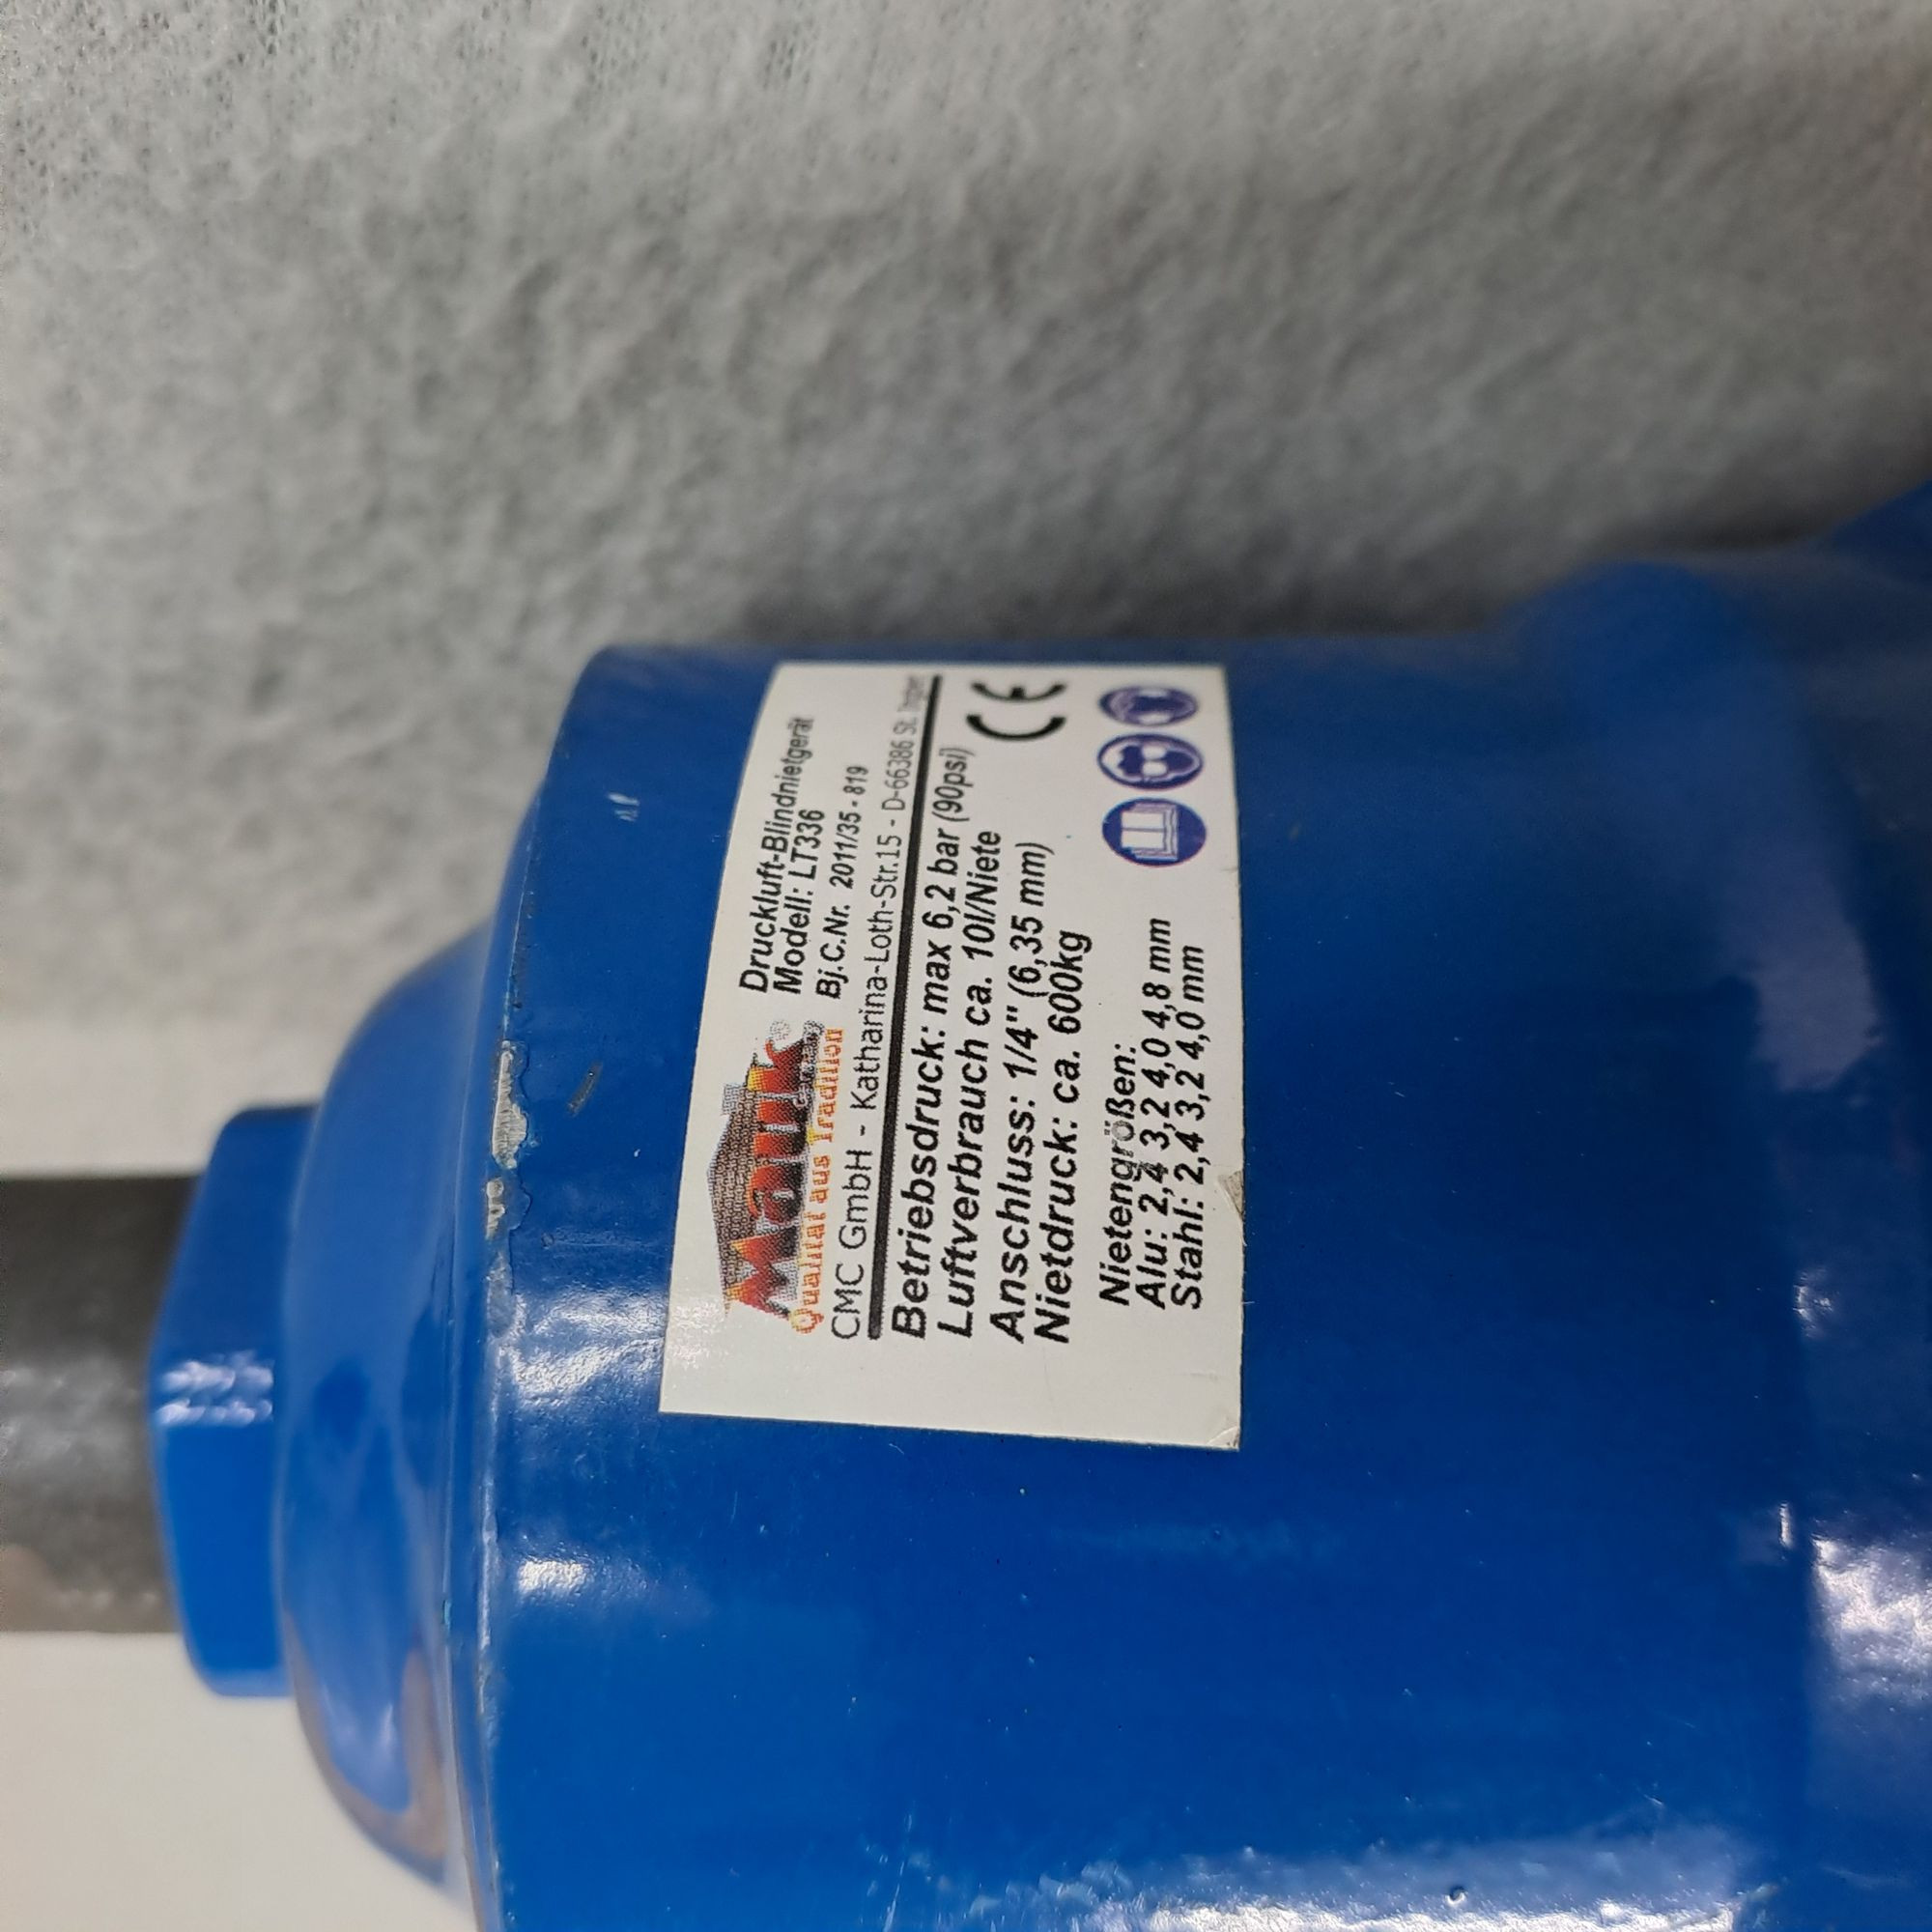 Druckluft-Blindnietgerät
Modell: LT336
Bj.C.Nr. 2011/35 - 819
Mauk®
Germany
Qualität aus Tradition
CMC GmbH - Katharina-Loth-Str.15 - D-66386 St. Ingbert
Betriebsdruck: max 6,2 bar (90psi)
Luftverbrauch ca. 10l/Niete
Anschluss: 1/4" (6,35 mm)
Nietdruck: ca. 600kg
CE
Nietengrößen:
Alu: 2,4 3,2 4,0 4,8 mm
Stahl: 2,4 3,2 4,0 mm